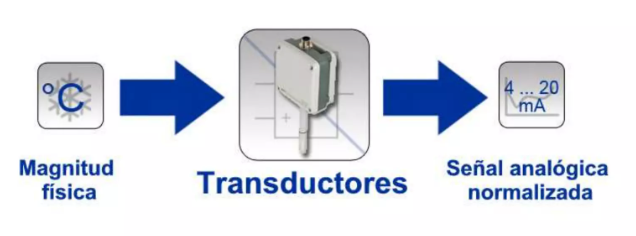 °C
4 ... 20
mA
Magnitud
física
Transductores
Señal analógica
normalizada